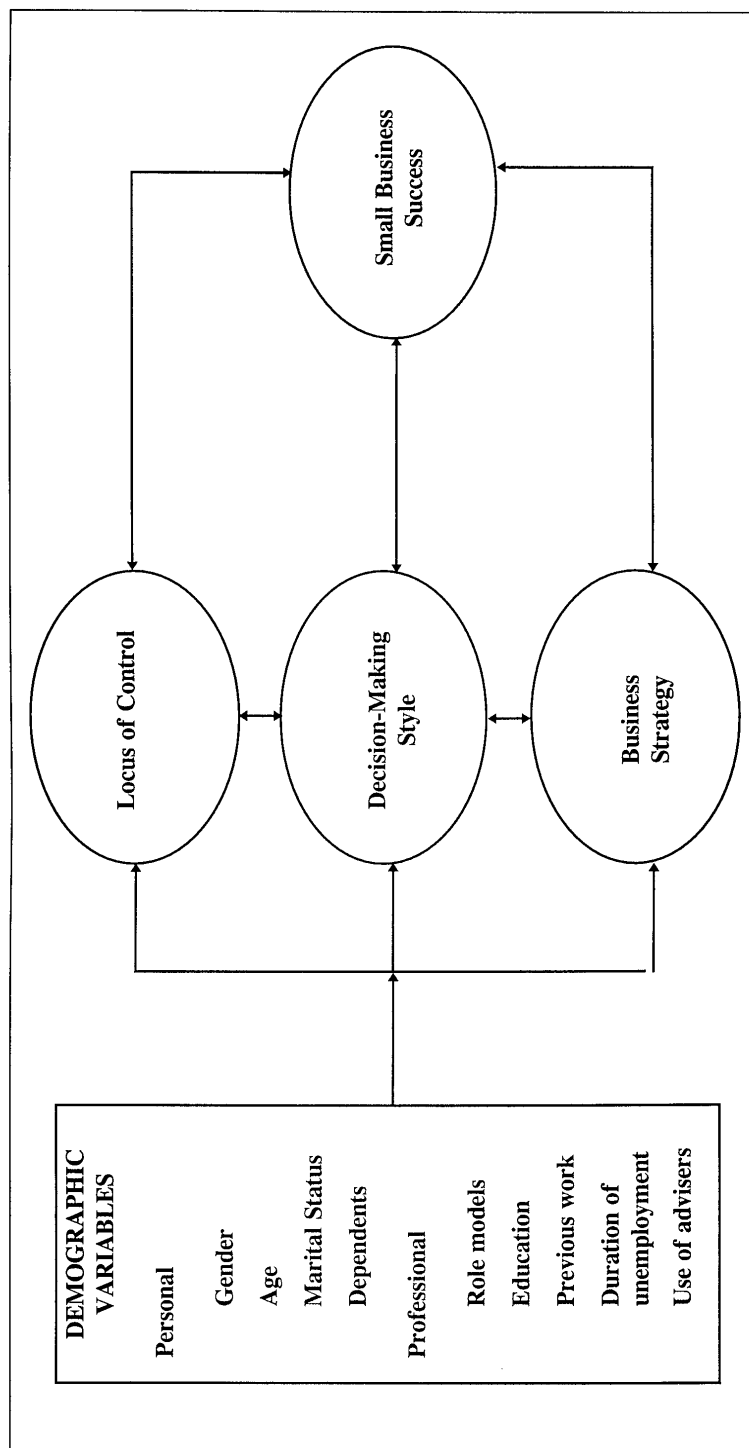 DEMOGRAPHIC
VARIABLES
Personal
Gender
Age
Marital Status
Dependents
Professional
Role models
Education
Previous work
Duration of
unemployment
Use of advisers
Locus of Control
Decision-Making
Style
Business
Strategy
Small Business
Success